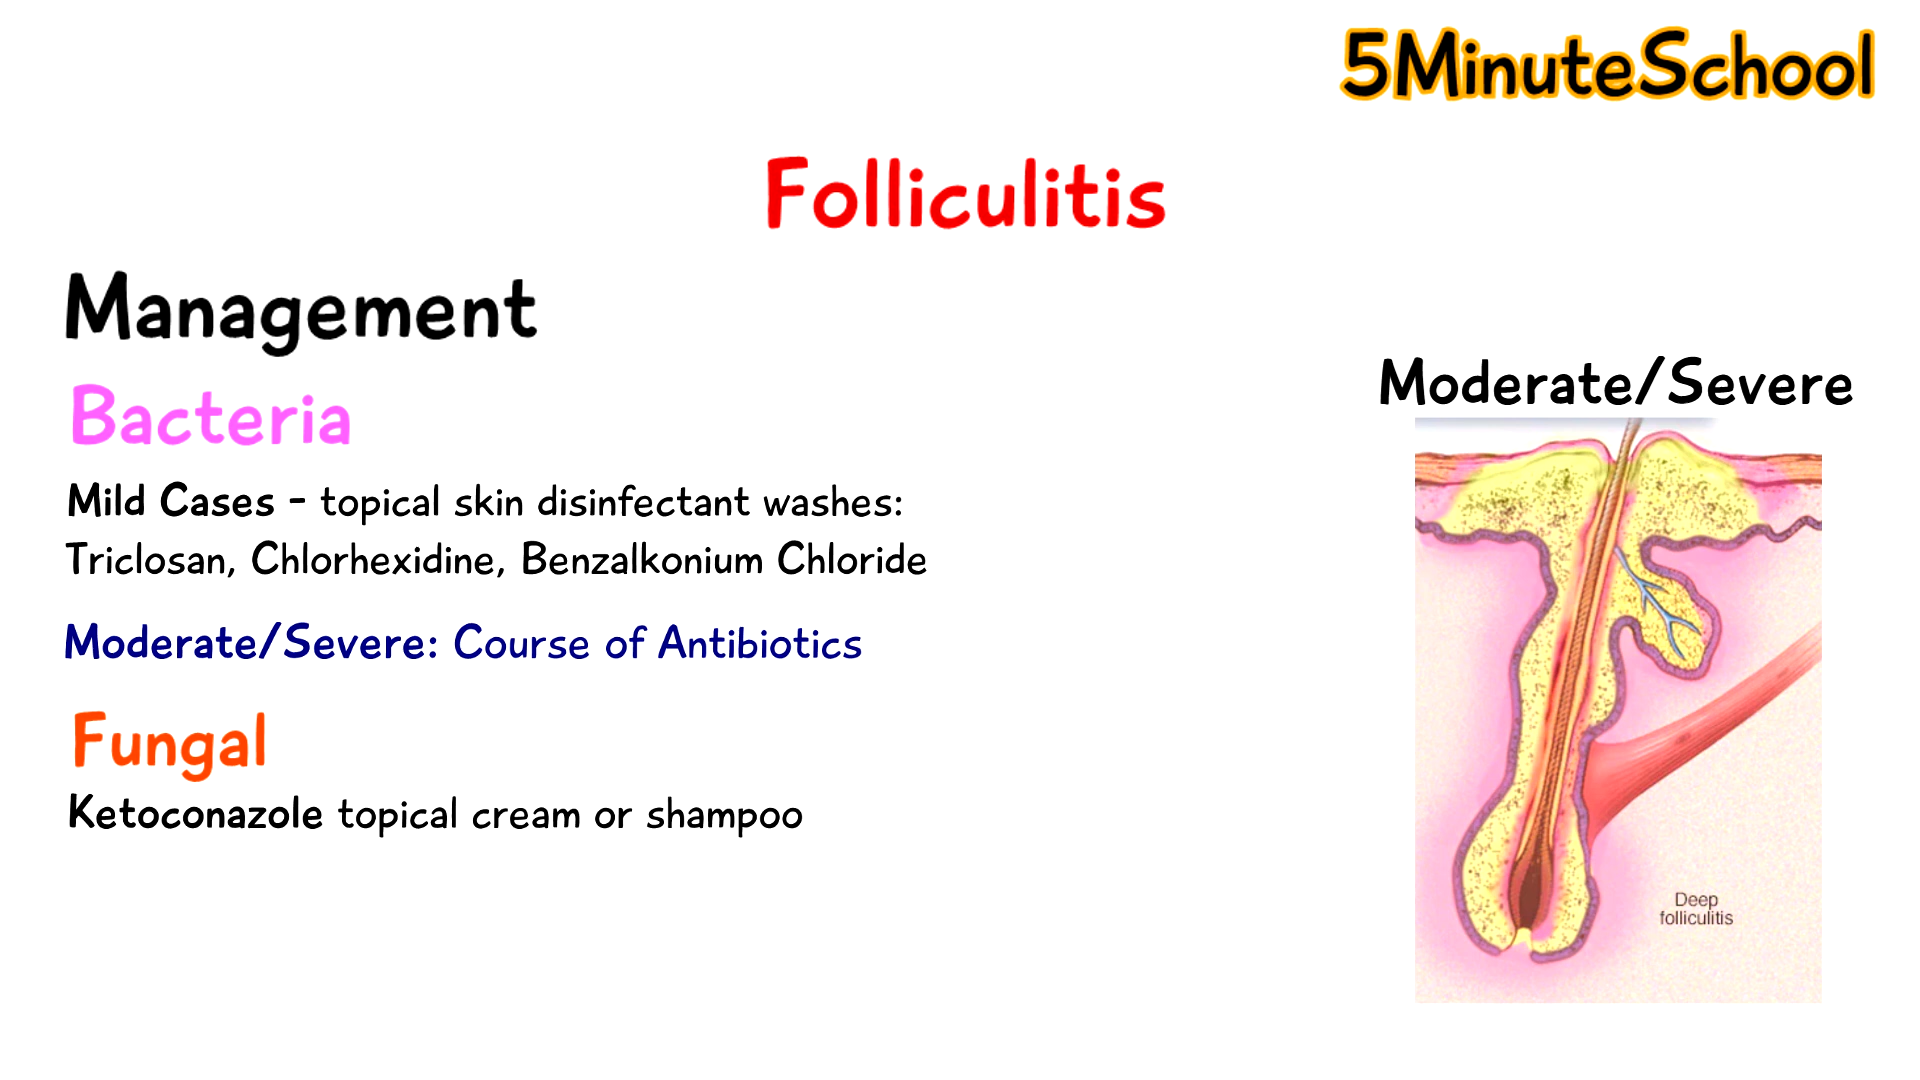 5MinuteSchool
Folliculitis
Management
Bacteria
Mild Cases - topical skin disinfectant washes:
Triclosan, Chlorhexidine, Benzalkonium Chloride
Moderate/Severe: Course of Antibiotics
Fungal
Ketoconazole topical cream or shampoo
Moderate/Severe
Deep
folliculitis